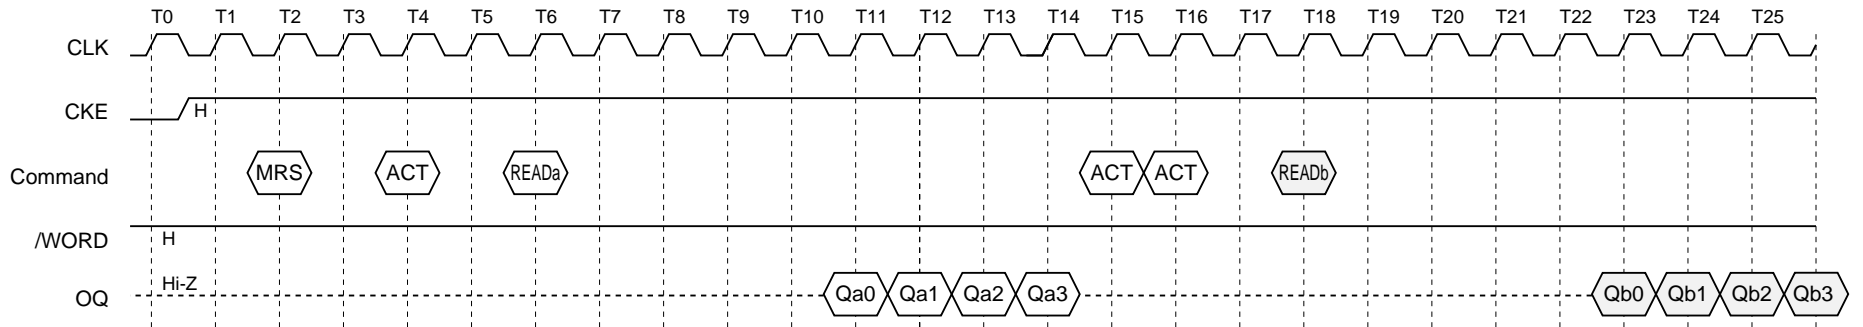 T0 T1 T2 T3 T4 T5 T6 T7 T8 T9 T10 T11 T12 T13 T14 T15 T16 T17 T18 T19 T20 T21 T22 T23 T24 T25
CLK
CKE H
Command MRS ACT READa ACT ACT READb
/WORD H
OQ Hi-Z Qa0 Qa1 Qa2 Qa3 Qb0 Qb1 Qb2 Qb3